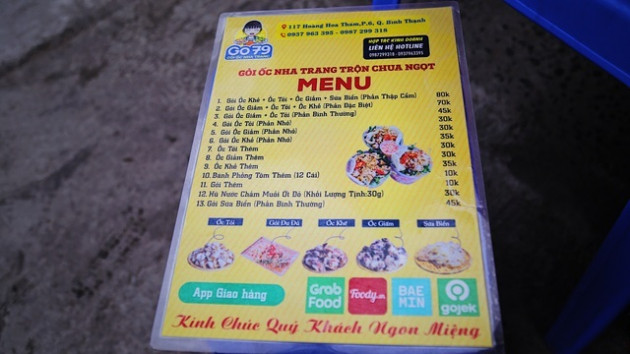 117 Hoàng Hoa Thám,P.6, Q. Bình Thạnh
0937 963 395 - 0987 299 318
GÒ 79
HỢP TÁC KINH DOANH
LIÊN HỆ HOTLINE
0987299318 - 0937963395
GỎI ỐC NHA TRANG TRỘN CHUA NGỌT
MENU
1. Gỏi Ốc Khế + Ốc Tỏi + Ốc Giấm + Sứa Biển (Phần Thập Cẩm) 80k
2. Gỏi Ốc Giấm + Ốc Tỏi + Ốc Khế (Phần Đặc Biệt) 70k
3. Gỏi Ốc Giấm + Ốc Tỏi (Phần Bình Thường) 45k
4. Gỏi Ốc Tỏi (Phần Nhỏ) 30k
5. Gỏi Ốc Giấm (Phần Nhỏ) 30k
6. Gỏi Ốc Khế (Phần Nhỏ) 35k
7. Ốc Tỏi Thêm 30k
8. Ốc Giấm Thêm 30k
9. Ốc Khế Thêm 35k
10. Bánh Phồng Tôm Thêm (12 Cái) 10k
11. Gỏi Thêm 10k
12. Hũ Nước Chấm Muối Ớt Đỏ (Khối Lượng Tịnh:30g) 10k
13. Gỏi Sứa Biển (Phần Bình Thường) 45k
Ốc Tỏi Gỏi Đu Đủ Ốc Khế Ốc Giấm Sứa Biển
App Giao hàng
Grab Food
Foody.vn
BAE MIN
gojek
Kính Chúc Quý Khách Ngon Miệng